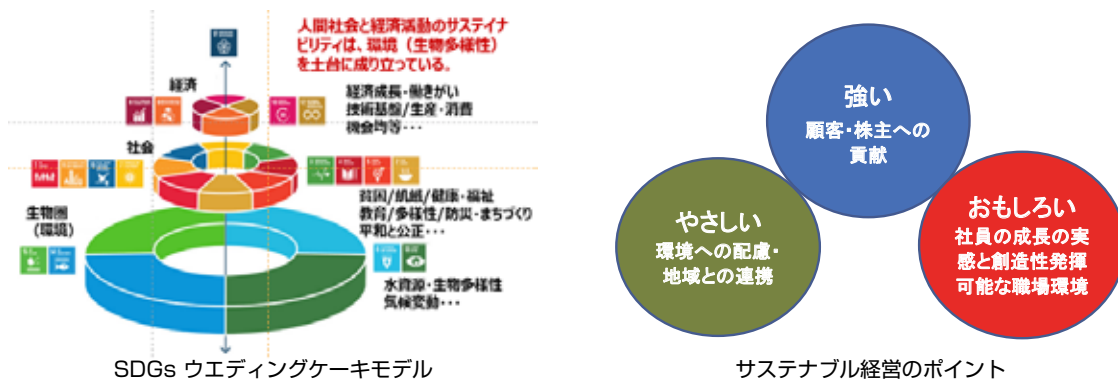 人間社会と経済活動のサステイナ
ビリティは、環境（生物多様性）
を土台に成り立っている。
経済
経済成長・働きがい
技術基盤/生産・消費
機会均等・・・
社会
貧困/飢餓/健康・福祉
教育/多様性/防災・まちづくり
平和と公正・・・
生物圏
（環境）
水資源・生物多様性
気候変動・・・
SDGs ウエディングケーキモデル
強い
顧客・株主への
貢献
やさしい
環境への配慮・
地域との連携
おもしろい
社員の成長の実
感と創造性発揮
可能な職場環境
サステナブル経営のポイント